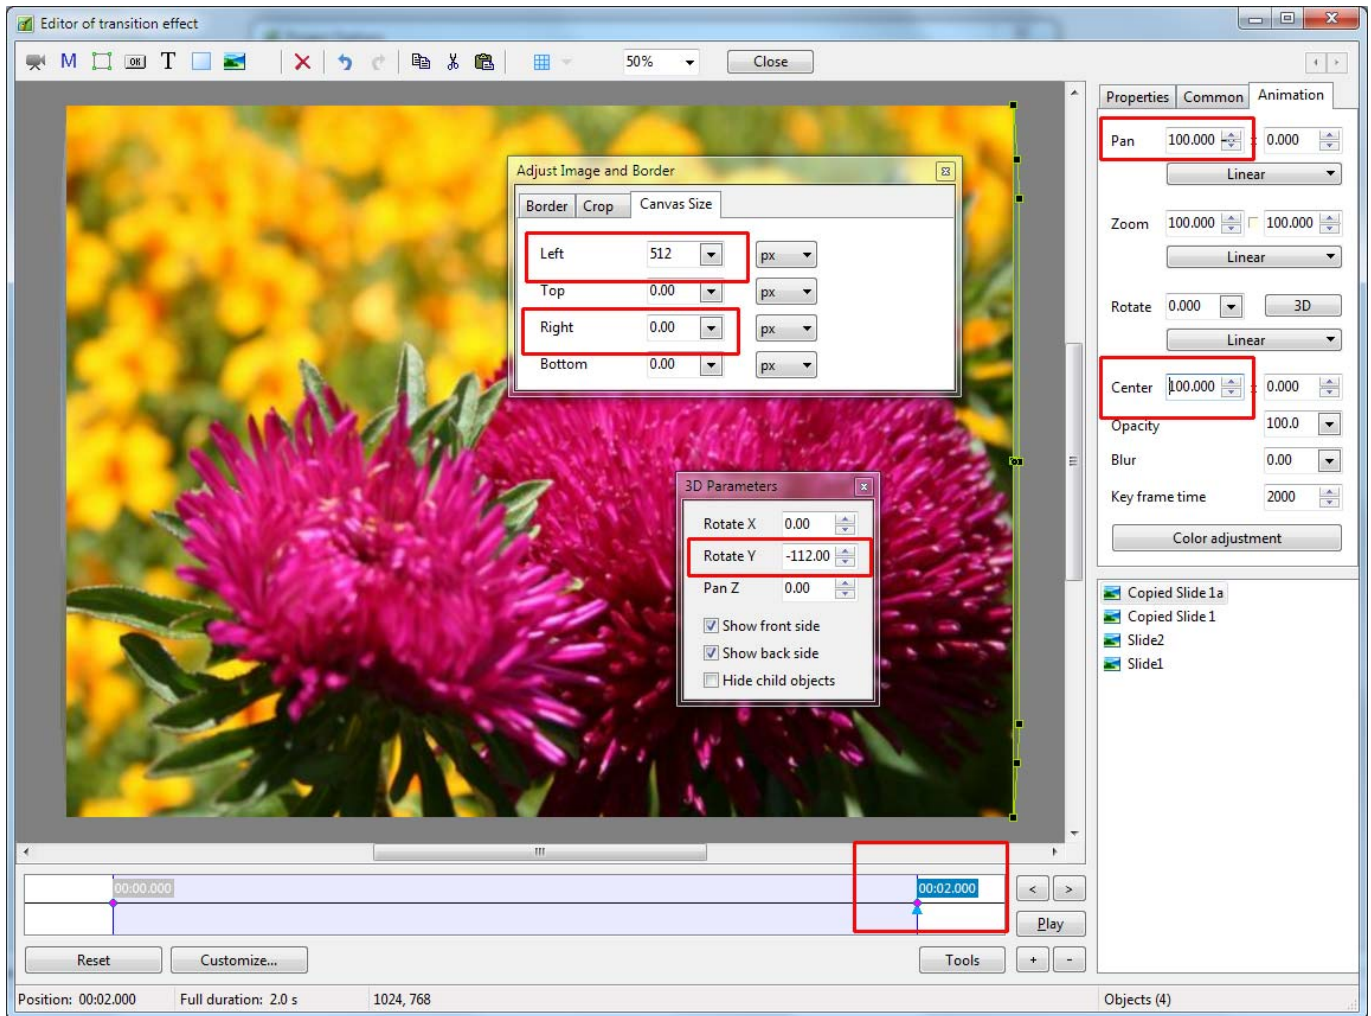 Editor of transition effect
M OK T 50% Close
Properties Common Animation
Pan 100.000 0.000
Linear
Zoom 100.000 100.000
Linear
Rotate 0.000 3D
Linear
Center 100.000 0.000
Opacity 100.0
Blur 0.00
Key frame time 2000
Color adjustment
Adjust Image and Border
Border Crop Canvas Size
Left 512 px
Top 0.00 px
Right 0.00 px
Bottom 0.00 px
3D Parameters
Rotate X 0.00
Rotate Y -112.00
Pan Z 0.00
Show front side
Show back side
Hide child objects
Copied Slide 1a
Copied Slide 1
Slide2
Slide1
00:00.000 00:02.000 < >
Play
Reset Customize... Tools + -
Position: 00:02.000 Full duration: 2.0 s 1024, 768 Objects (4)